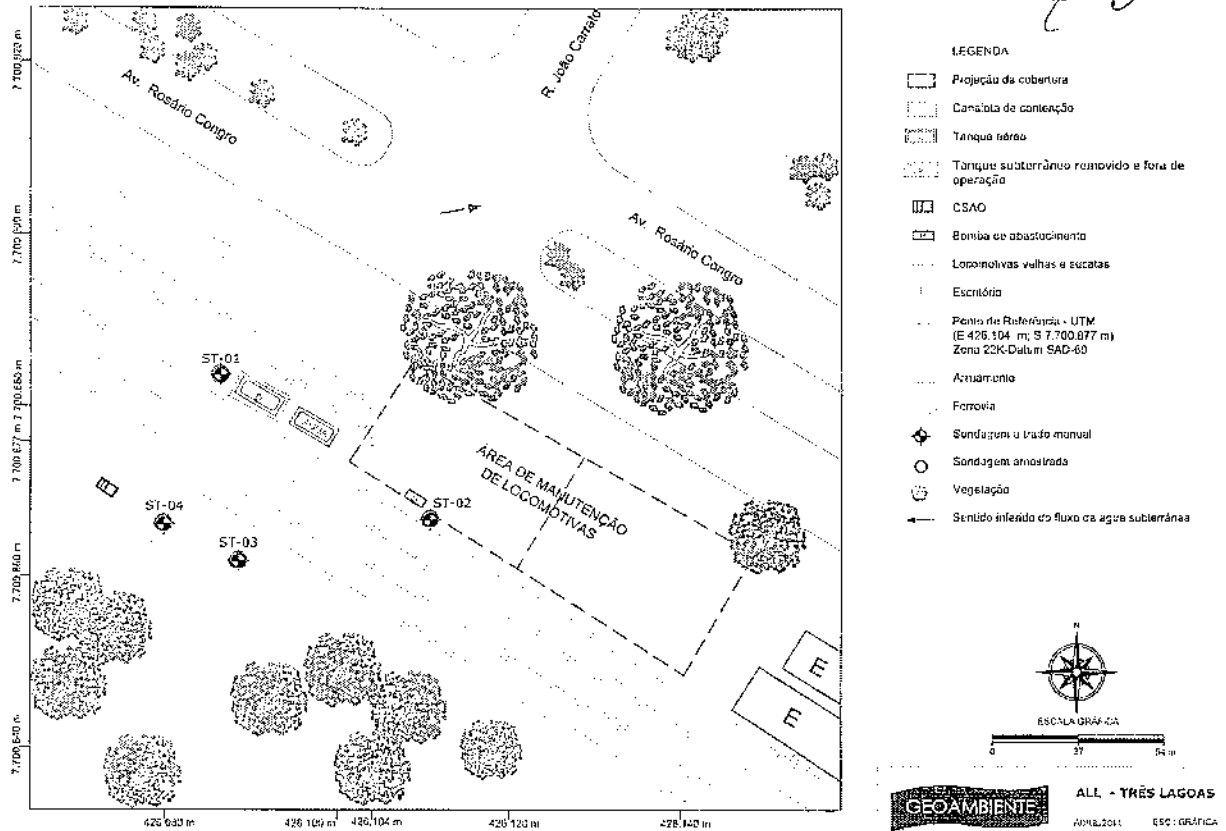 LEGENDA
Projeção da cobertura
Canaleta de contenção
Tanque aéreo
Tanque subterrâneo removido e fora de
operação
CSAO
Bomba de abastecimento
Locomotivas velhas e sucatas
Escritório
Ponto de Referência - UTM
(E 426.104 m; S 7.700.877 m)
Zona 22K-Datum SAD-69
Arruamento
Ferrovia
Sondagem a trado manual
Sondagem amostrada
Vegetação
Sentido inferido do fluxo da água subterrânea
Av. Rosário Congro
R. João Carrato
Av. Rosário Congro
ST-01
ST-02
ST-03
ST-04
ÁREA DE MANUTENÇÃO
DE LOCOMOTIVAS
E
E
7.700.877 m
426.104 m
426.120 m
N
ESCALA GRÁFICA
0 27 54 m
GEOAMBIENTE
ALL - TRÊS LAGOAS
ESC.: GRÁFICA